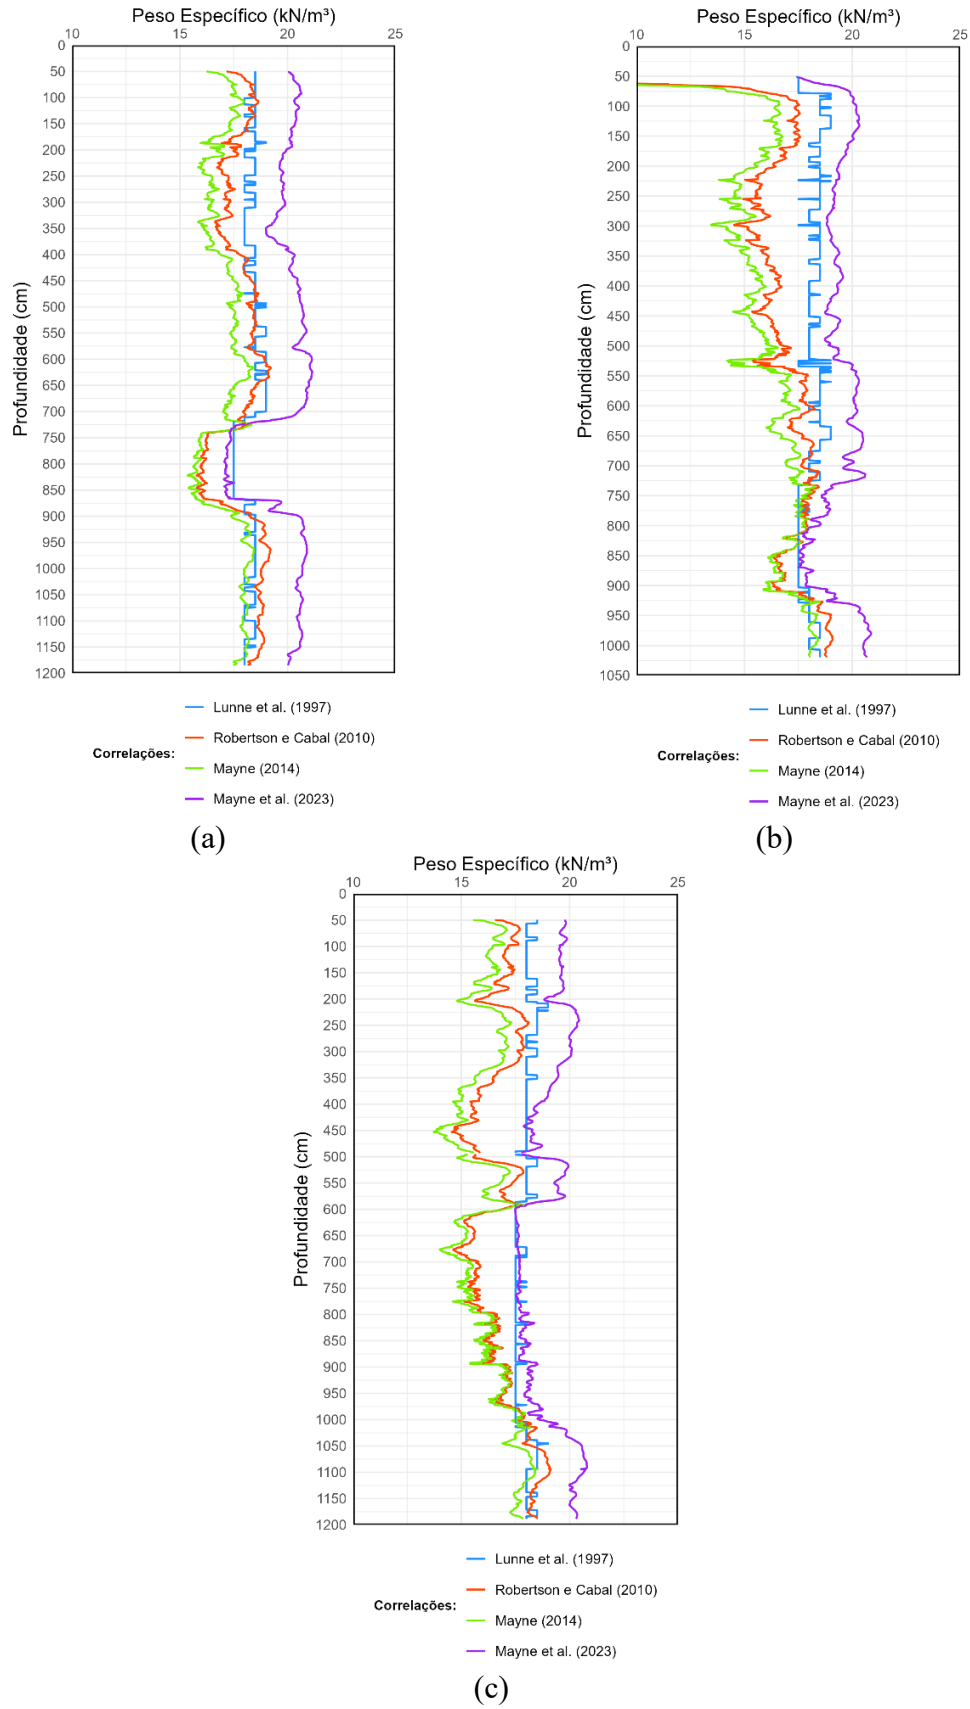 Peso Específico (kN/m³)
10 15 20 25
0
50
100
150
200
250
300
350
400
450
500
550
600
650
700
750
800
850
900
950
1000
1050
1100
1150
1200
Profundidade (cm)
Correlações:
Lunne et al. (1997)
Robertson e Cabal (2010)
Mayne (2014)
Mayne et al. (2023)
(a)
Peso Específico (kN/m³)
10 15 20 25
0
50
100
150
200
250
300
350
400
450
500
550
600
650
700
750
800
850
900
950
1000
1050
Profundidade (cm)
Correlações:
Lunne et al. (1997)
Robertson e Cabal (2010)
Mayne (2014)
Mayne et al. (2023)
(b)
Peso Específico (kN/m³)
10 15 20 25
0
50
100
150
200
250
300
350
400
450
500
550
600
650
700
750
800
850
900
950
1000
1050
1100
1150
1200
Profundidade (cm)
Correlações:
Lunne et al. (1997)
Robertson e Cabal (2010)
Mayne (2014)
Mayne et al. (2023)
(c)